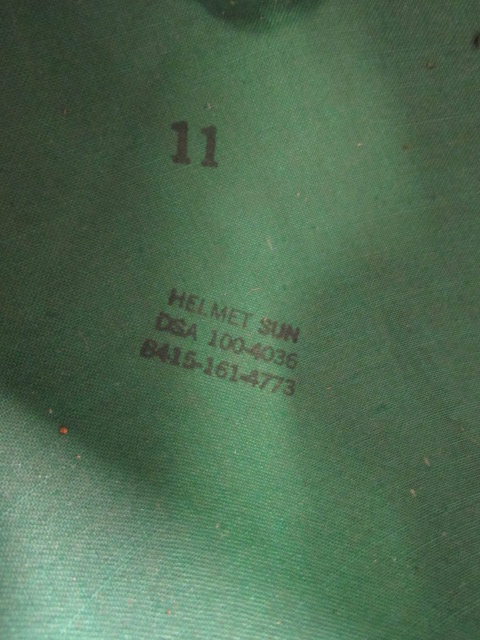 11
HELMET SUN
DSA 100-4036
8415-161-4773